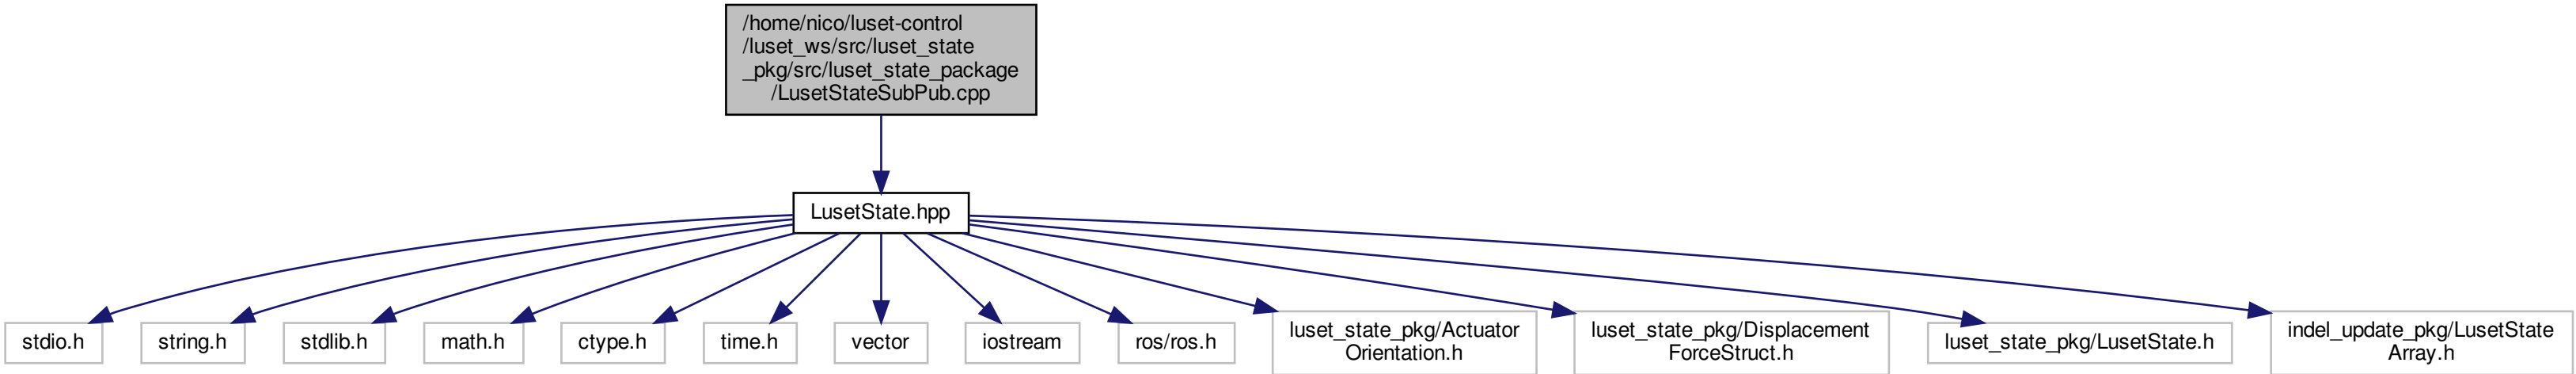 /home/nico/luset-control
/luset_ws/src/luset_state
_pkg/src/luset_state_package
/LusetStateSubPub.cpp
LusetState.hpp
stdio.h
string.h
stdlib.h
math.h
ctype.h
time.h
vector
iostream
ros/ros.h
luset_state_pkg/Actuator
Orientation.h
luset_state_pkg/Displacement
ForceStruct.h
luset_state_pkg/LusetState.h
indel_update_pkg/LusetState
Array.h